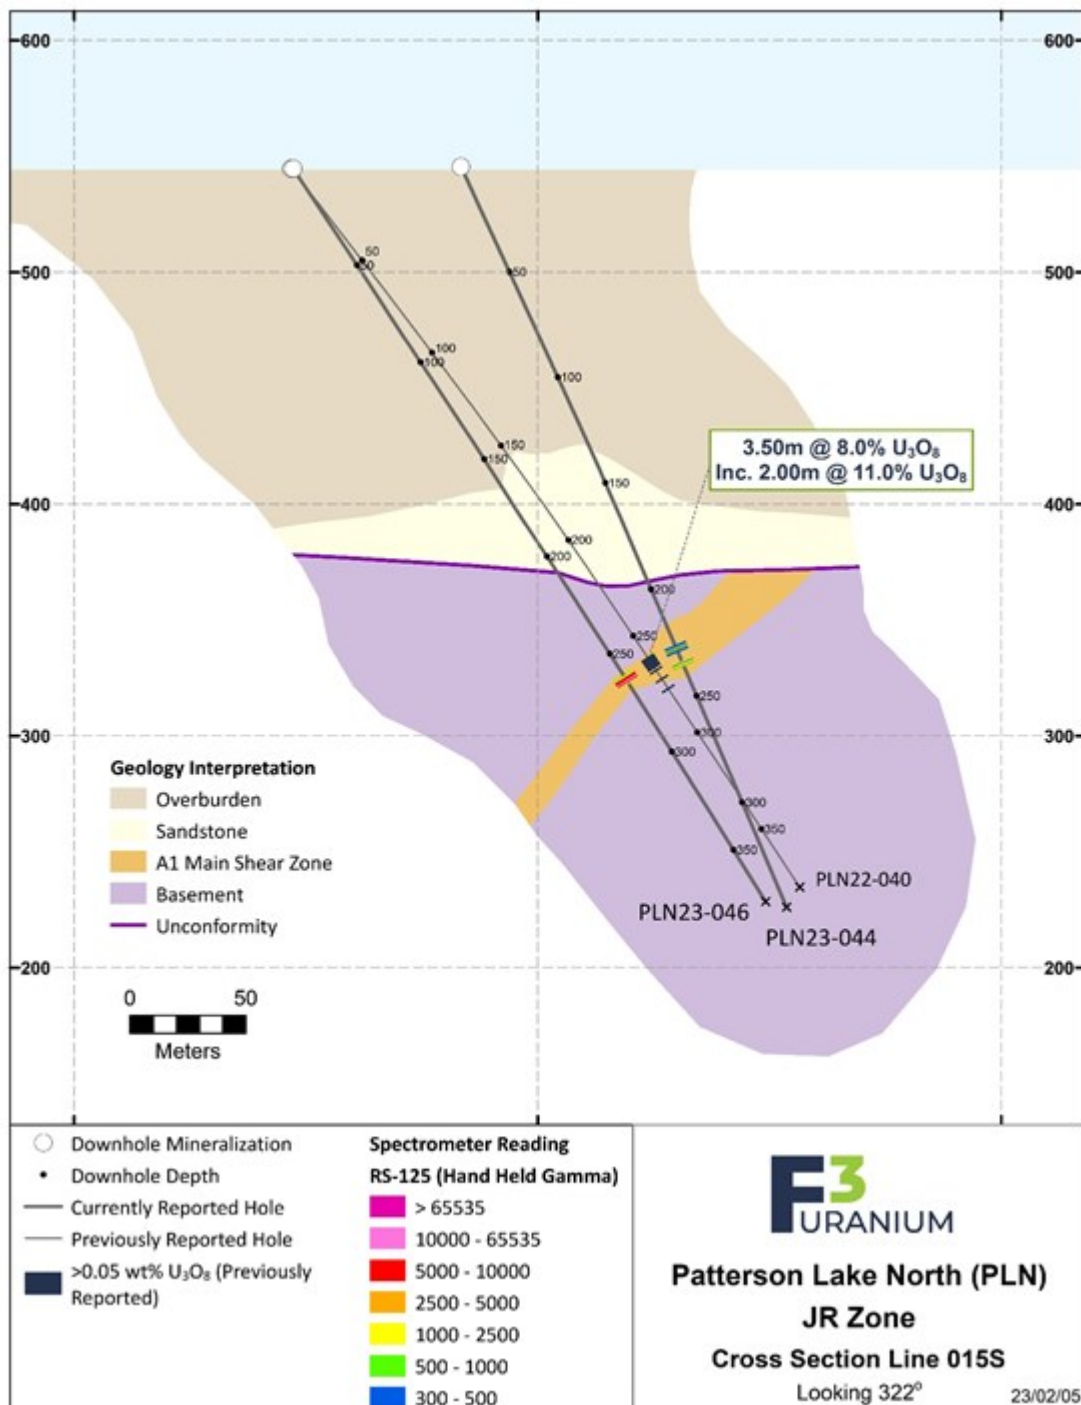 600
600
50
50
50
500
500
100
100
100
150
150
150
3.50m @ 8.0% U₃O₈
Inc. 2.00m @ 11.0% U₃O₈
400
400
200
200
200
250
250
250
300
300
300
300
300
350
350
PLN22-040
PLN23-046
PLN23-044
200
200
Geology Interpretation
Overburden
Sandstone
A1 Main Shear Zone
Basement
Unconformity
0 50
Meters
Downhole Mineralization
Downhole Depth
Currently Reported Hole
Previously Reported Hole
>0.05 wt% U₃O₈ (Previously
Reported)
Spectrometer Reading
RS-125 (Hand Held Gamma)
> 65535
10000 - 65535
5000 - 10000
2500 - 5000
1000 - 2500
500 - 1000
300 - 500
F3
URANIUM
Patterson Lake North (PLN)
JR Zone
Cross Section Line 015S
Looking 322°
23/02/05